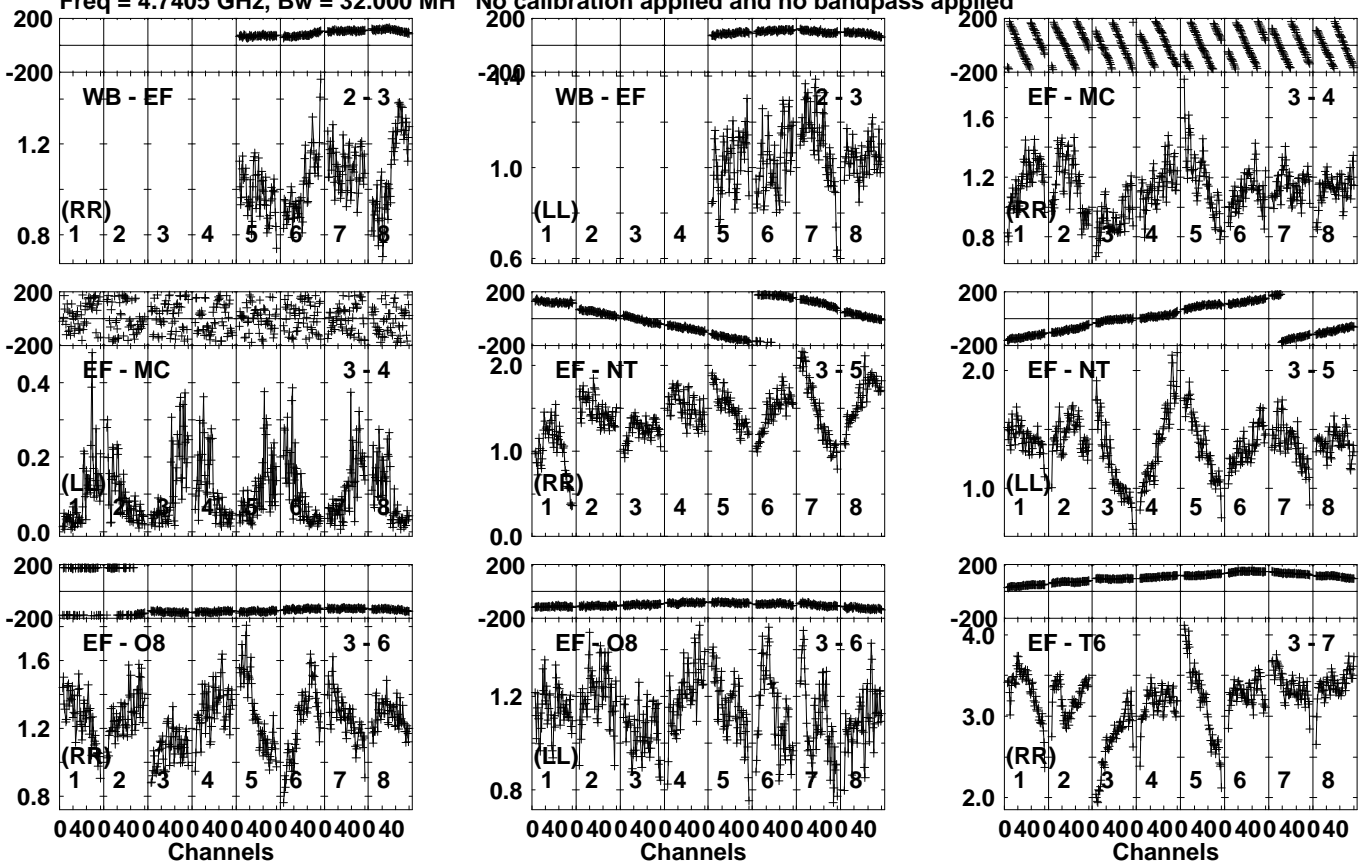 Freq = 4.7405 GHz, Bw = 32.000 MH No calibration applied and no bandpass applied
200
-200
WB - EF 2 - 3
1.2
0.8
(RR)
1 2 3 4 5 6 7 8
200
-200
1.4
WB - EF 2 - 3
1.0
0.6
(LL)
1 2 3 4 5 6 7 8
200
-200
EF - MC 3 - 4
1.6
1.2
0.8
(RR)
1 2 3 4 5 6 7 8
200
-200
EF - MC 3 - 4
0.4
0.2
0.0
(LL)
1 2 3 4 5 6 7 8
200
-200
2.0
EF - NT 3 - 5
1.0
0.0
(RR)
1 2 3 4 5 6 7 8
200
-200
2.0
EF - NT 3 - 5
1.0
(LL)
1 2 3 4 5 6 7 8
200
-200
EF - O8 3 - 6
1.6
1.2
0.8
(RR)
1 2 3 4 5 6 7 8
0 40 0 40 0 40 0 40 0 40 0 40 0 40 0 40
Channels
200
-200
EF - O8 3 - 6
1.2
0.8
(LL)
1 2 3 4 5 6 7 8
0 40 0 40 0 40 0 40 0 40 0 40 0 40 0 40
Channels
200
-200
4.0
EF - T6 3 - 7
3.0
2.0
(RR)
1 2 3 4 5 6 7 8
0 40 0 40 0 40 0 40 0 40 0 40 0 40 0 40
Channels